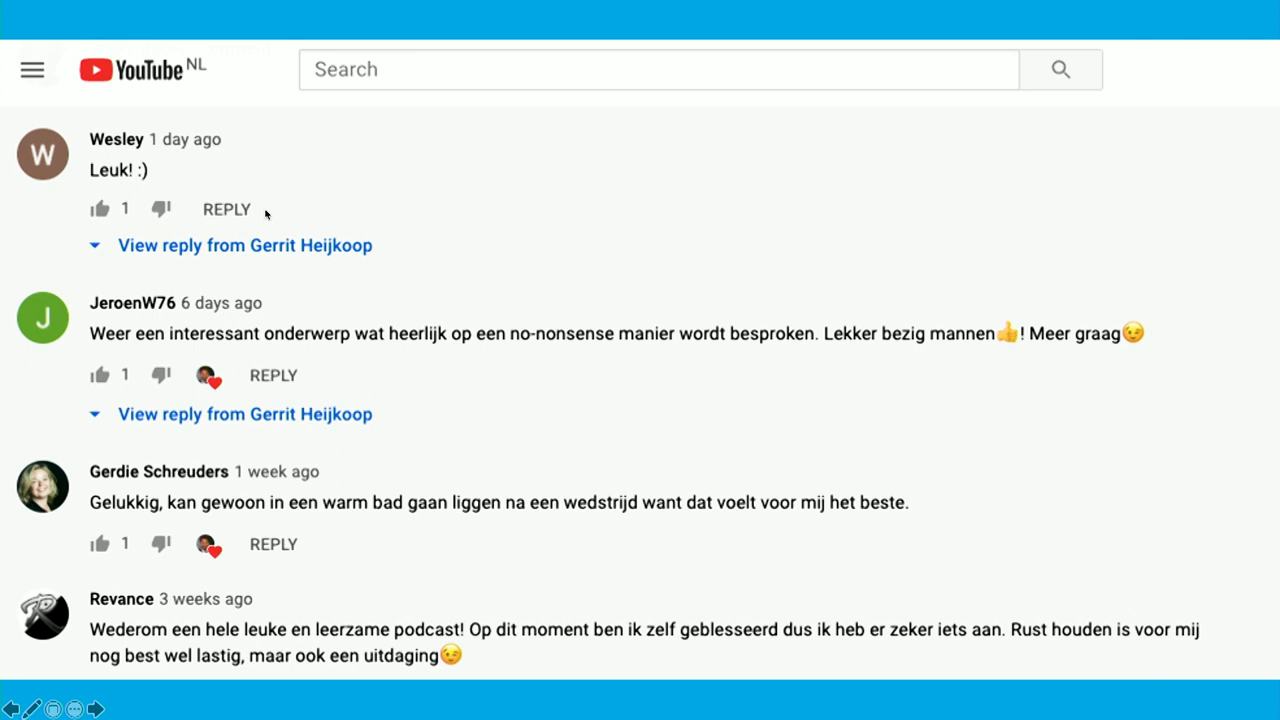 YouTube NL
Search
W
Wesley 1 day ago
Leuk! :)
1 REPLY
View reply from Gerrit Heijkoop
J
JeroenW76 6 days ago
Weer een interessant onderwerp wat heerlijk op een no-nonsense manier wordt besproken. Lekker bezig mannen👍! Meer graag😉
1 REPLY
View reply from Gerrit Heijkoop
Gerdie Schreuders 1 week ago
Gelukkig, kan gewoon in een warm bad gaan liggen na een wedstrijd want dat voelt voor mij het beste.
1 REPLY
R
Revance 3 weeks ago
Wederom een hele leuke en leerzame podcast! Op dit moment ben ik zelf geblesseerd dus ik heb er zeker iets aan. Rust houden is voor mij
nog best wel lastig, maar ook een uitdaging😉